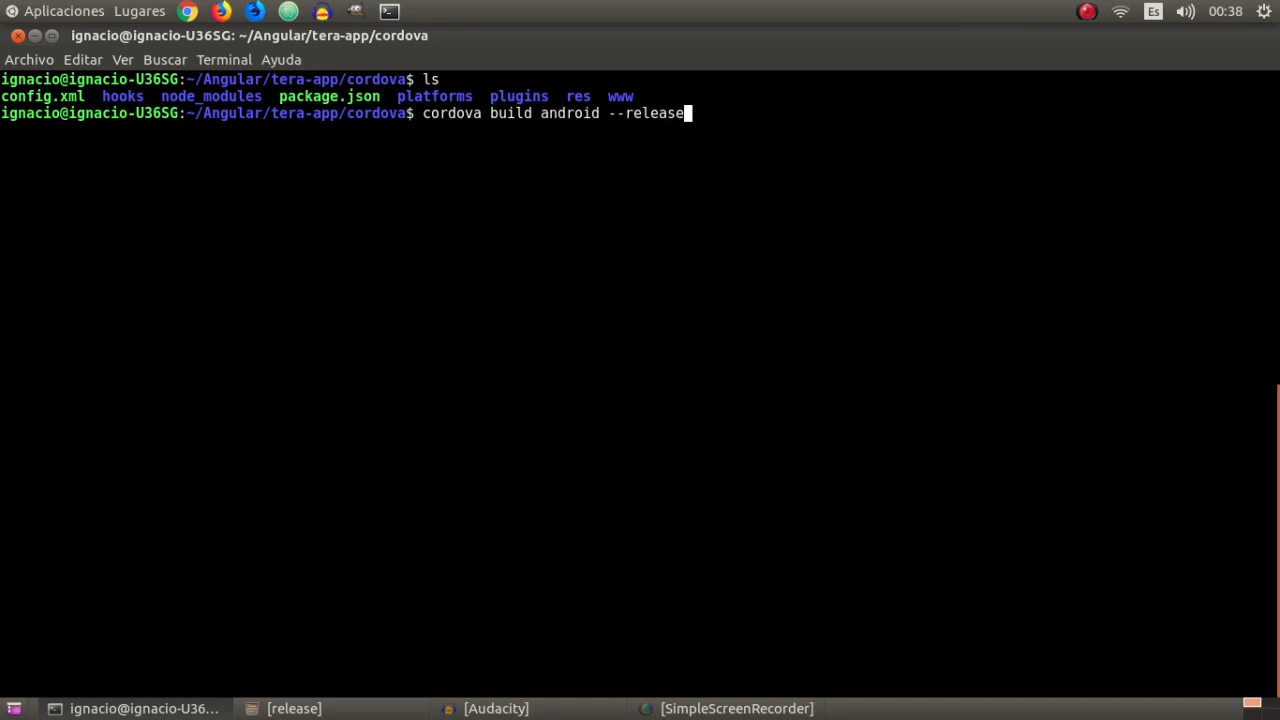 Aplicaciones Lugares Es 00:38
ignacio@ignacio-U36SG: ~/Angular/tera-app/cordova
Archivo Editar Ver Buscar Terminal Ayuda
ignacio@ignacio-U36SG:~/Angular/tera-app/cordova$ ls
config.xml hooks node_modules package.json platforms plugins res www
ignacio@ignacio-U36SG:~/Angular/tera-app/cordova$ cordova build android --release
ignacio@ignacio-U36... [release] [Audacity] [SimpleScreenRecorder]